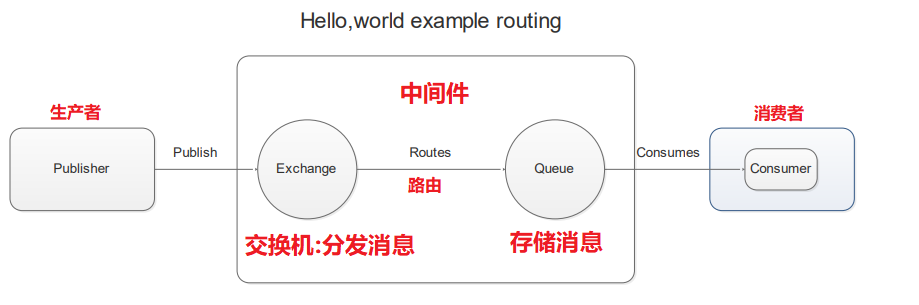 Hello,world example routing
中间件
生产者
消费者
Publisher
Publish
Exchange
Routes
Queue
Consumes
Consumer
路由
交换机:分发消息
存储消息